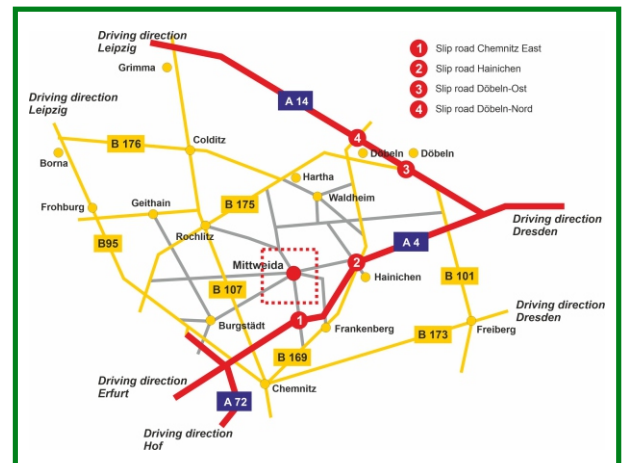 Driving direction
Leipzig
Grimma
1 Slip road Chemnitz East
2 Slip road Hainichen
3 Slip road Döbeln-Ost
4 Slip road Döbeln-Nord
Driving direction
Leipzig
A 14
B 176
Colditz
4
Borna
Döbeln
Döbeln
3
Hartha
Geithain
B 175
Waldheim
Frohburg
Driving direction
Dresden
B95
Rochlitz
A 4
Mittweida
2
Hainichen
B 101
B 107
Driving direction
Dresden
Burgstädt
1
Frankenberg
B 173
Freiberg
B 169
Driving direction
Erfurt
Chemnitz
A 72
Driving direction
Hof